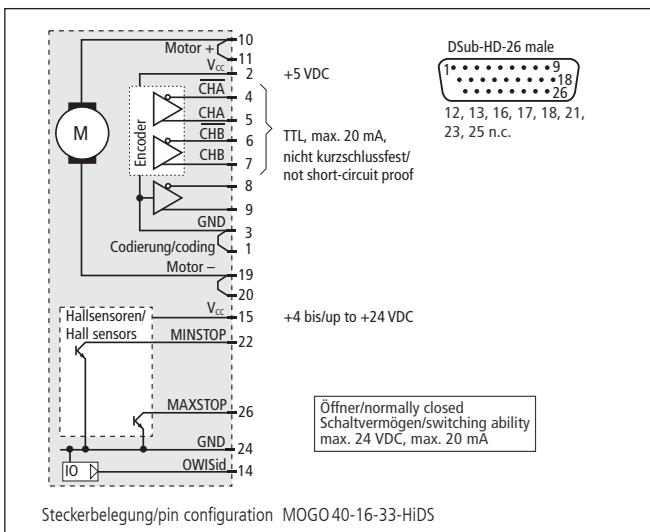 Motor +
10
11
V_CC
2
+5 VDC
CHA
4
CHA
5
CHB
6
CHB
7
8
9
GND
3
Codierung/coding
1
Motor –
19
20
M
Encoder
TTL, max. 20 mA,
nicht kurzschlussfest/
not short-circuit proof
DSub-HD-26 male
1
9
18
26
12, 13, 16, 17, 18, 21,
23, 25 n.c.
Hallsensoren/
Hall sensors
V_CC
15
+4 bis/up to +24 VDC
MINSTOP
22
MAXSTOP
26
GND
24
IO
OWISid
14
Öffner/normally closed
Schaltvermögen/switching ability
max. 24 VDC, max. 20 mA
Steckerbelegung/pin configuration MOGO 40-16-33-HiDS